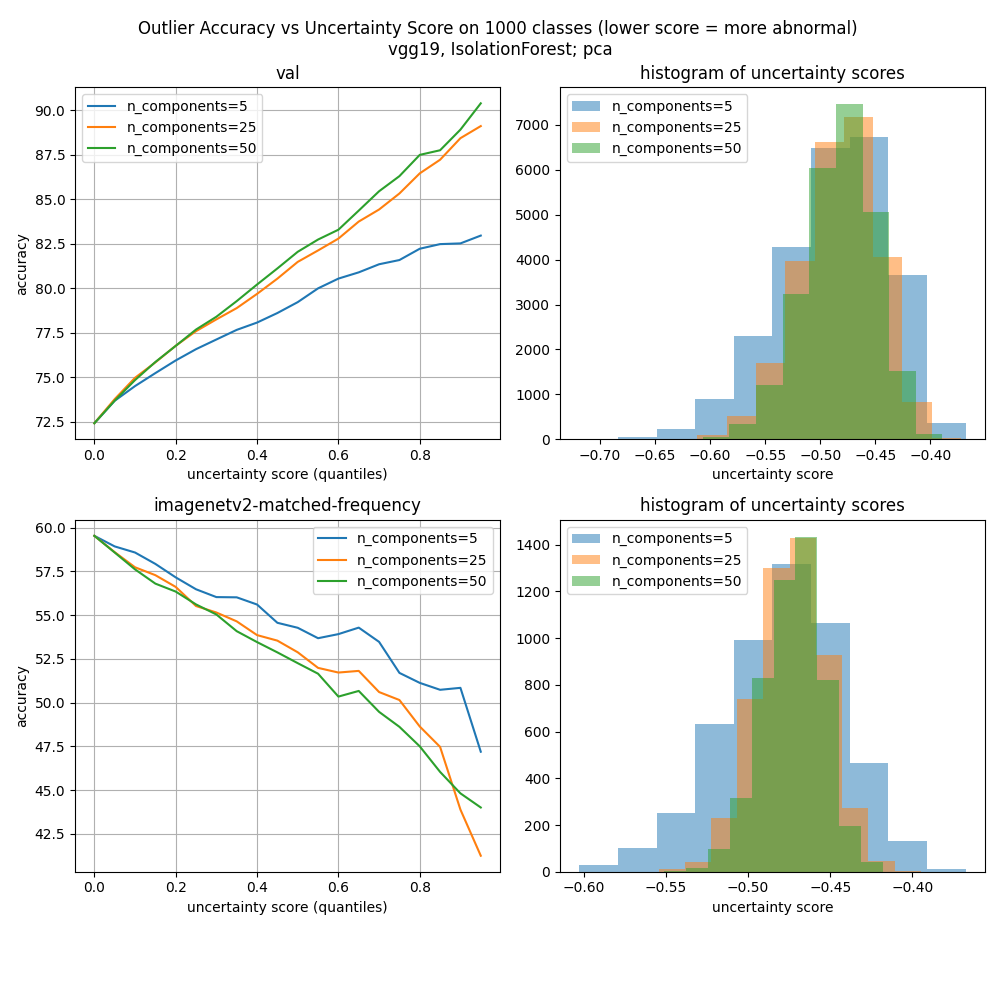 Outlier Accuracy vs Uncertainty Score on 1000 classes (lower score = more abnormal)
vgg19, IsolationForest; pca
val
n_components=5
n_components=25
n_components=50
90.0
87.5
85.0
82.5
80.0
77.5
75.0
72.5
accuracy
0.0 0.2 0.4 0.6 0.8
uncertainty score (quantiles)
histogram of uncertainty scores
n_components=5
n_components=25
n_components=50
7000
6000
5000
4000
3000
2000
1000
0
−0.70 −0.65 −0.60 −0.55 −0.50 −0.45 −0.40
uncertainty score
imagenetv2-matched-frequency
n_components=5
n_components=25
n_components=50
60.0
57.5
55.0
52.5
50.0
47.5
45.0
42.5
accuracy
0.0 0.2 0.4 0.6 0.8
uncertainty score (quantiles)
histogram of uncertainty scores
n_components=5
n_components=25
n_components=50
1400
1200
1000
800
600
400
200
0
−0.60 −0.55 −0.50 −0.45 −0.40
uncertainty score